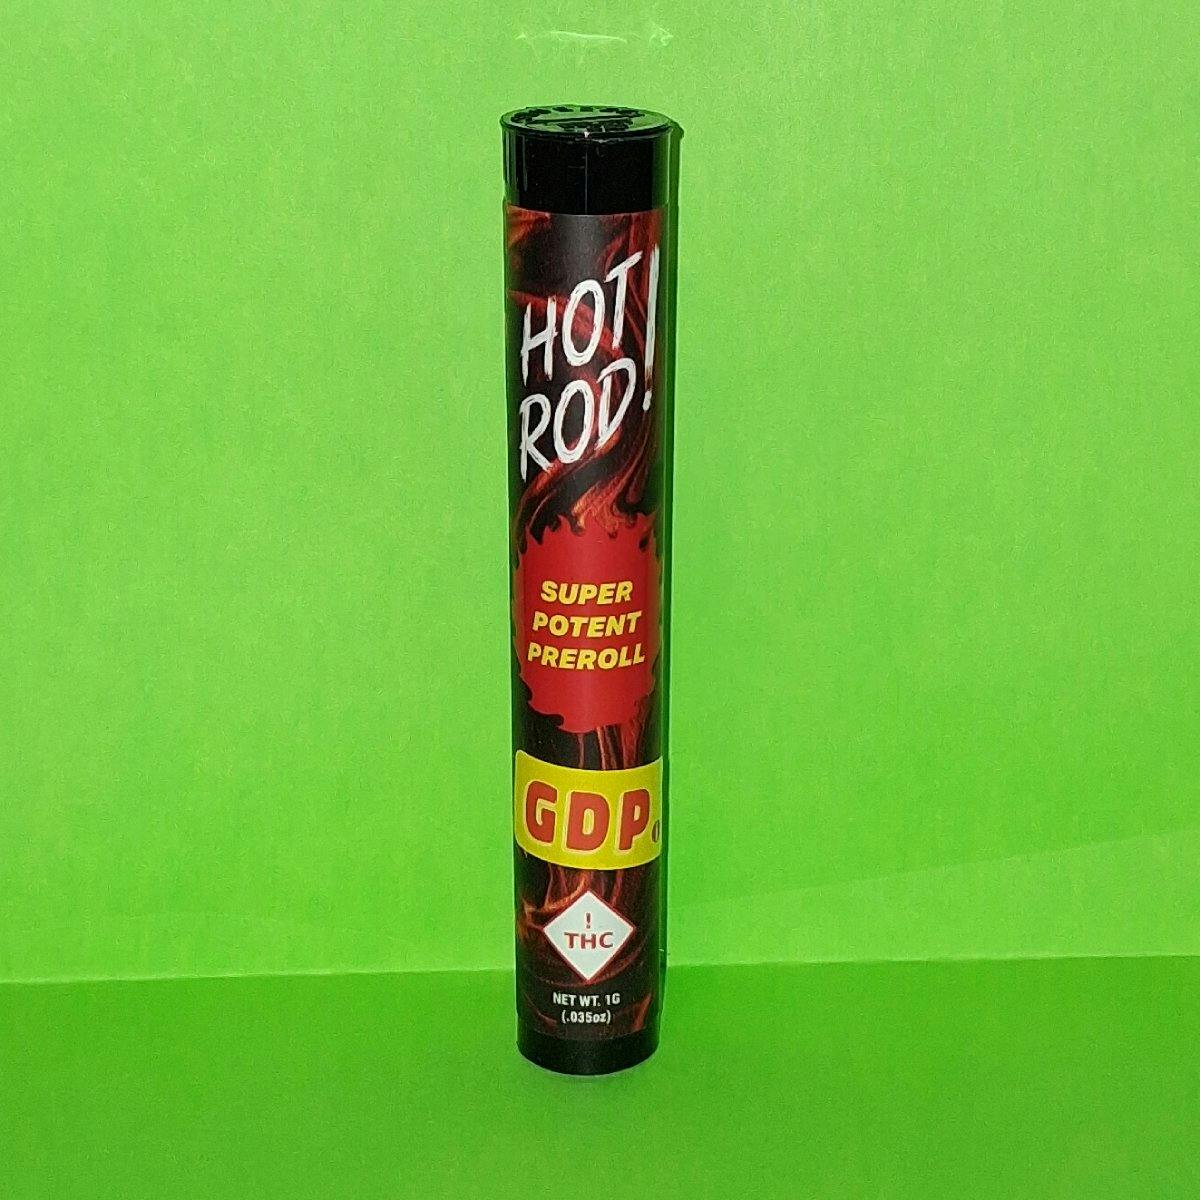 HOT
ROD!
SUPER
POTENT
PREROLL
GDP
!
THC
NET WT. 1G
(.035oz)